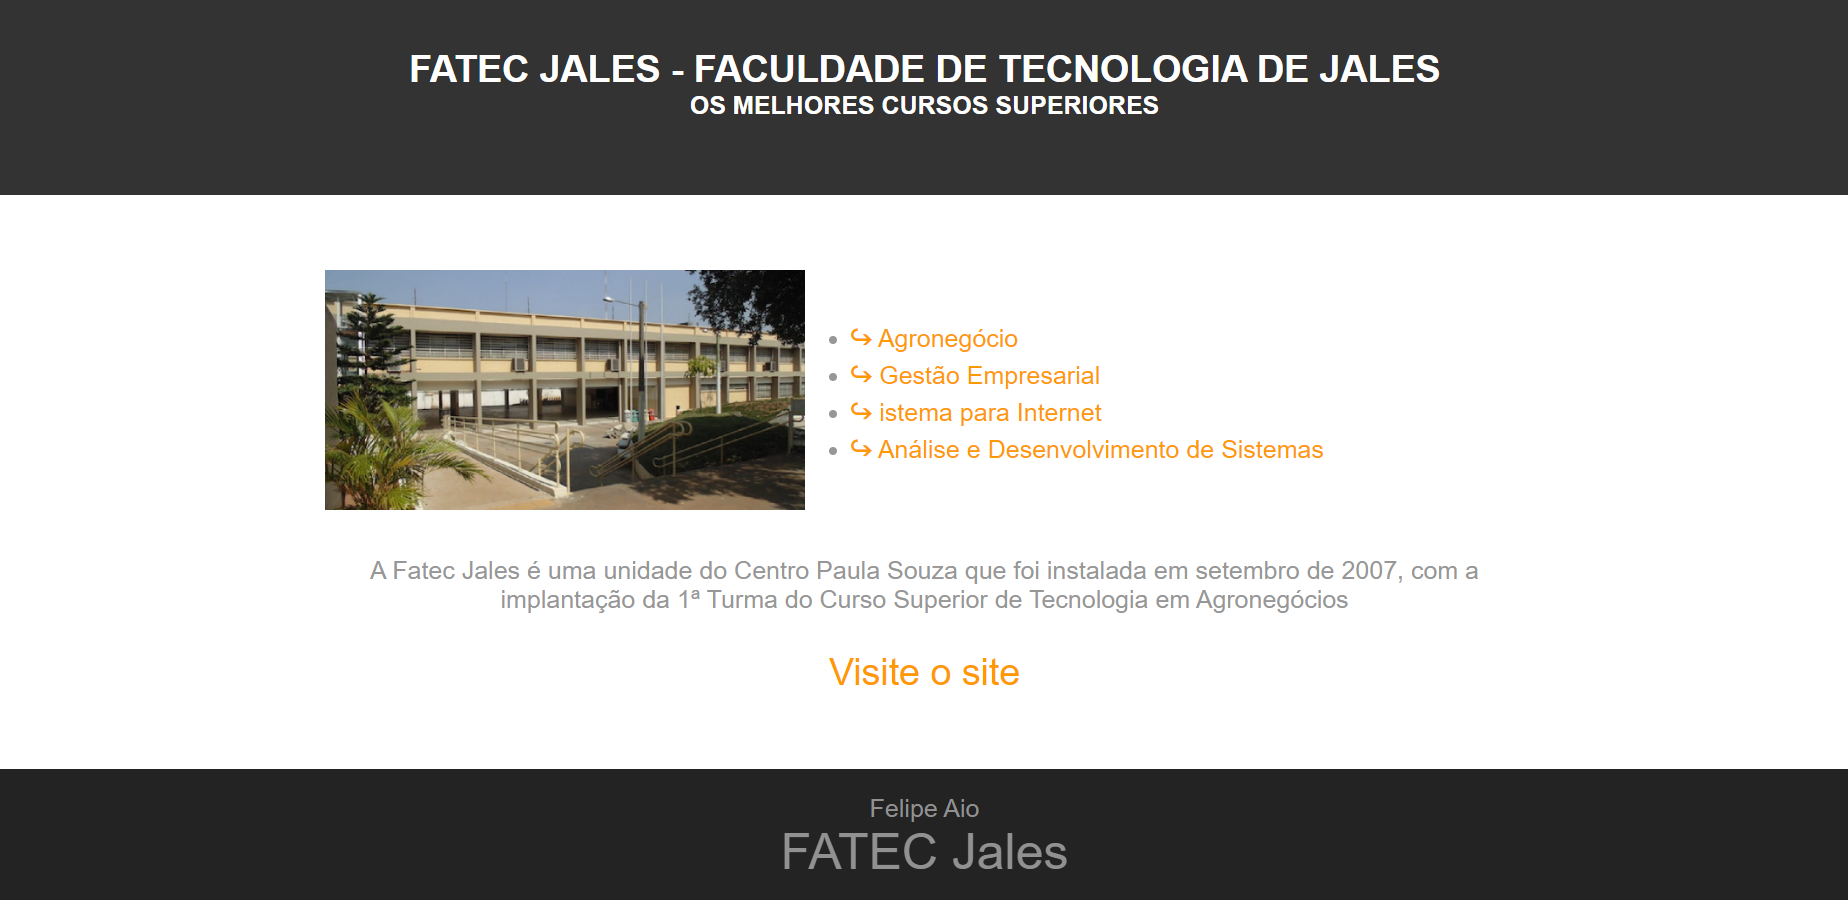 FATEC JALES - FACULDADE DE TECNOLOGIA DE JALES
OS MELHORES CURSOS SUPERIORES
↪ Agronegócio
↪ Gestão Empresarial
↪ istema para Internet
↪ Análise e Desenvolvimento de Sistemas
A Fatec Jales é uma unidade do Centro Paula Souza que foi instalada em setembro de 2007, com a
implantação da 1ª Turma do Curso Superior de Tecnologia em Agronegócios
Visite o site
Felipe Aio
FATEC Jales